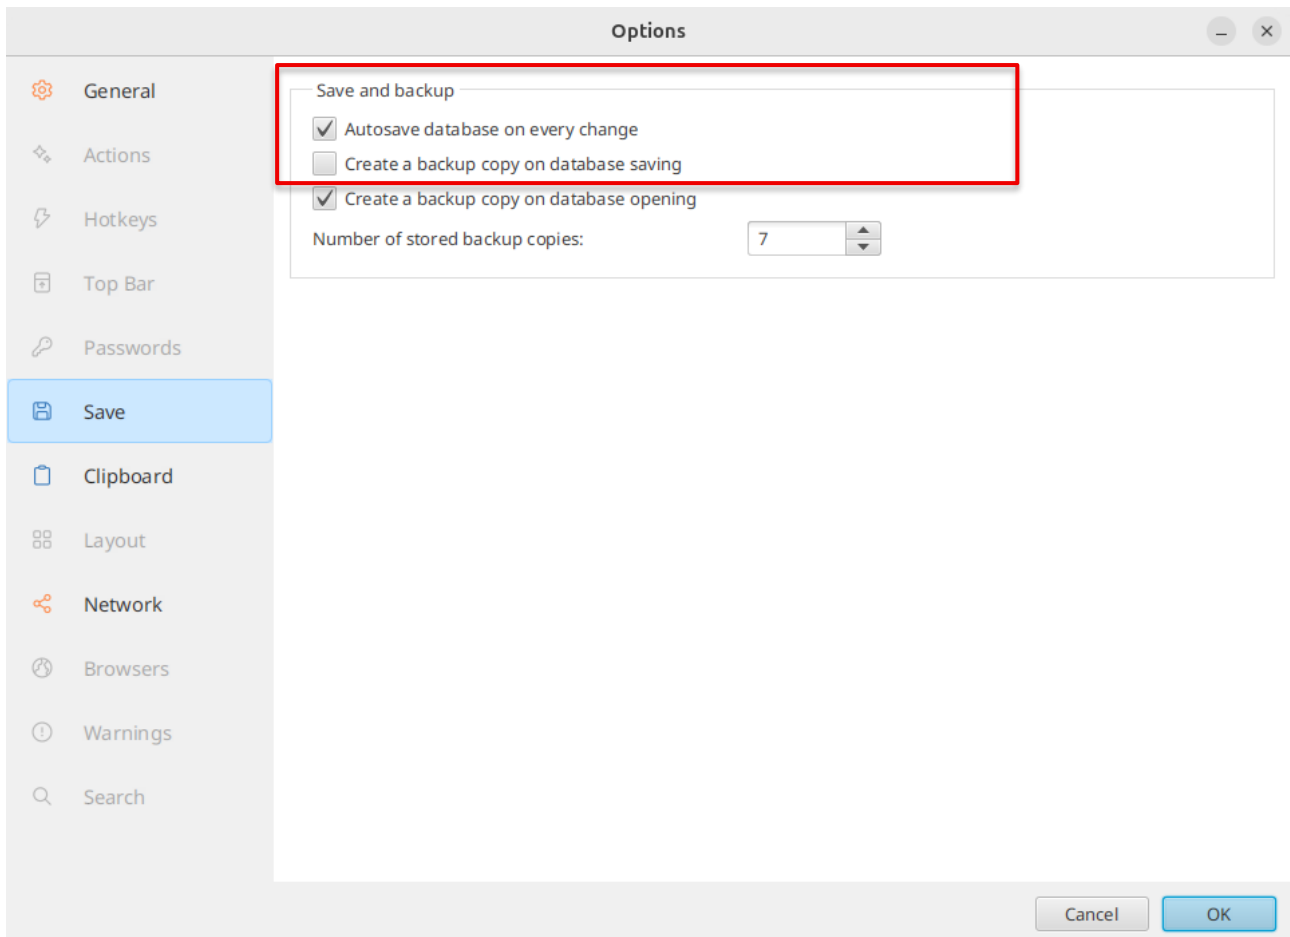 Options
General
Actions
Hotkeys
Top Bar
Passwords
Save
Clipboard
Layout
Network
Browsers
Warnings
Search
Save and backup
Autosave database on every change
Create a backup copy on database saving
Create a backup copy on database opening
Number of stored backup copies: 7
Cancel OK